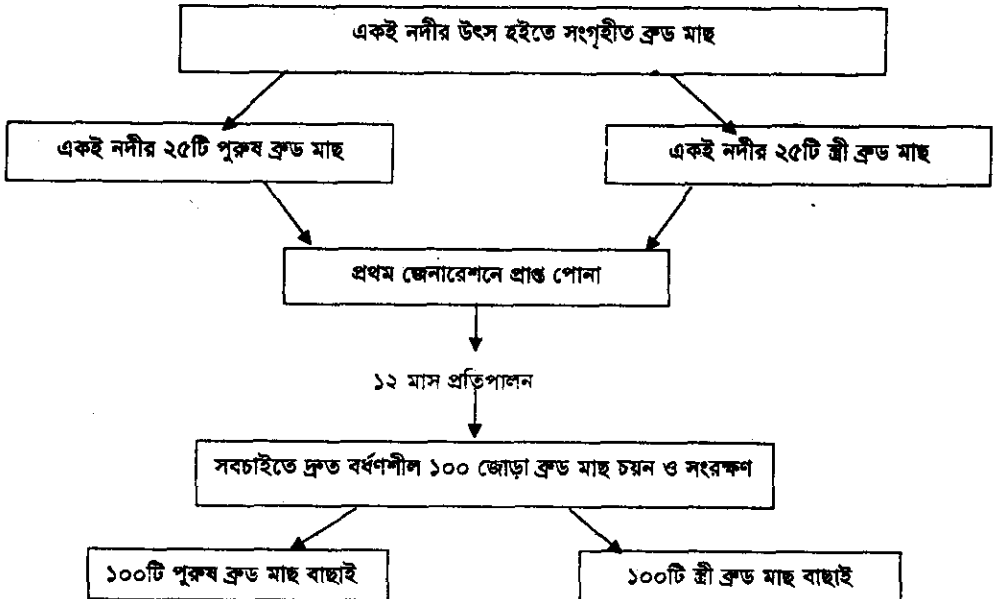 একই নদীর উৎস হইতে সংগৃহীত ব্রুড মাছ
একই নদীর ২৫টি পুরুষ ব্রুড মাছ
একই নদীর ২৫টি স্ত্রী ব্রুড মাছ
প্রথম জেনারেশনে প্রাপ্ত পোনা
১২ মাস প্রতিপালন
সবচাইতে দ্রুত বর্ধণশীল ১০০ জোড়া ব্রুড মাছ চয়ন ও সংরক্ষণ
১০০টি পুরুষ ব্রুড মাছ বাছাই
১০০টি স্ত্রী ব্রুড মাছ বাছাই